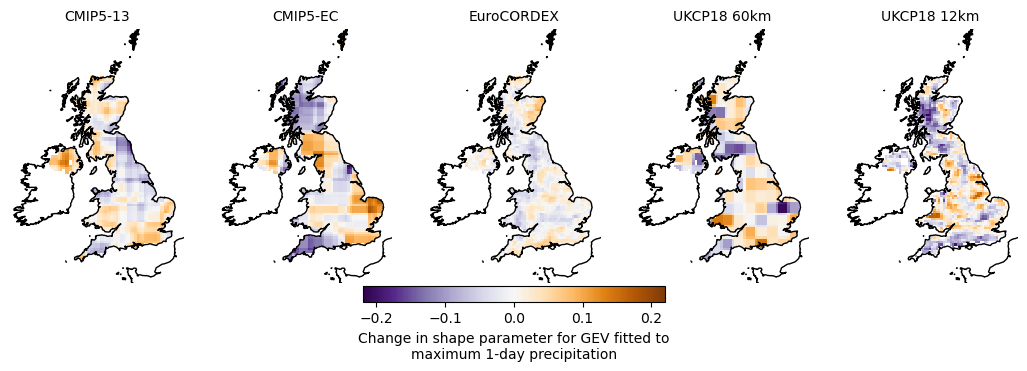 CMIP5-13
CMIP5-EC
EuroCORDEX
UKCP18 60km
UKCP18 12km
−0.2
−0.1
0.0
0.1
0.2
Change in shape parameter for GEV fitted to
maximum 1-day precipitation